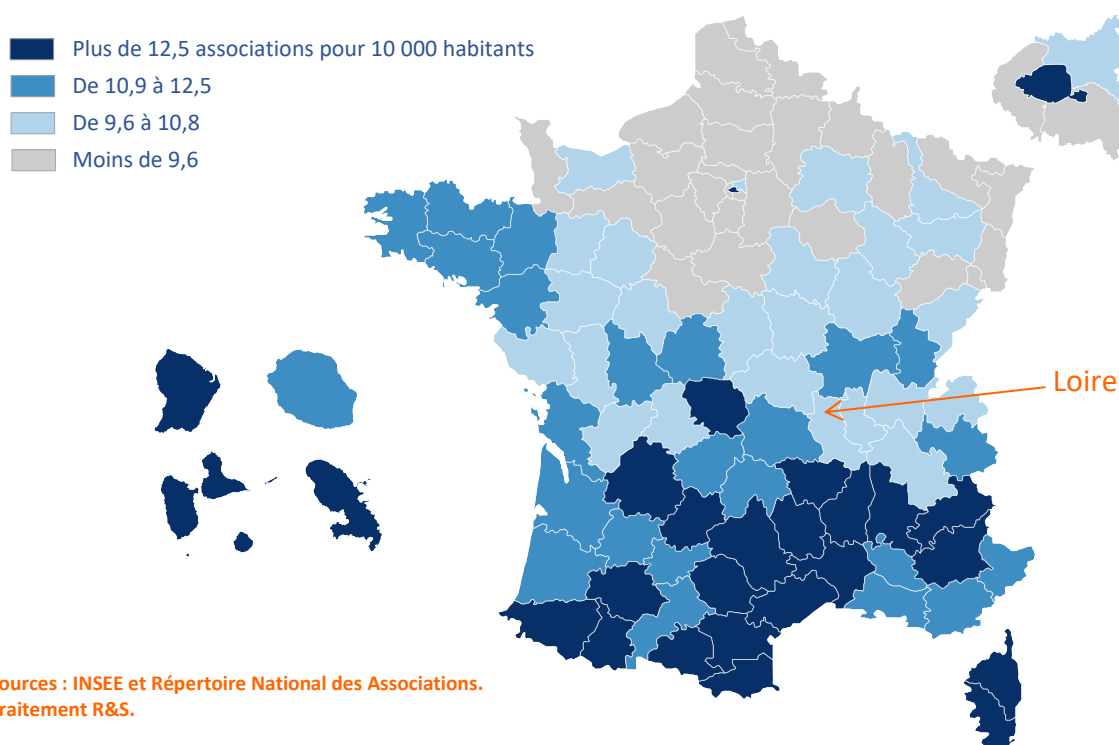 Plus de 12,5 associations pour 10 000 habitants
De 10,9 à 12,5
De 9,6 à 10,8
Moins de 9,6
Loire
ources : INSEE et Répertoire National des Associations.
raitement R&S.